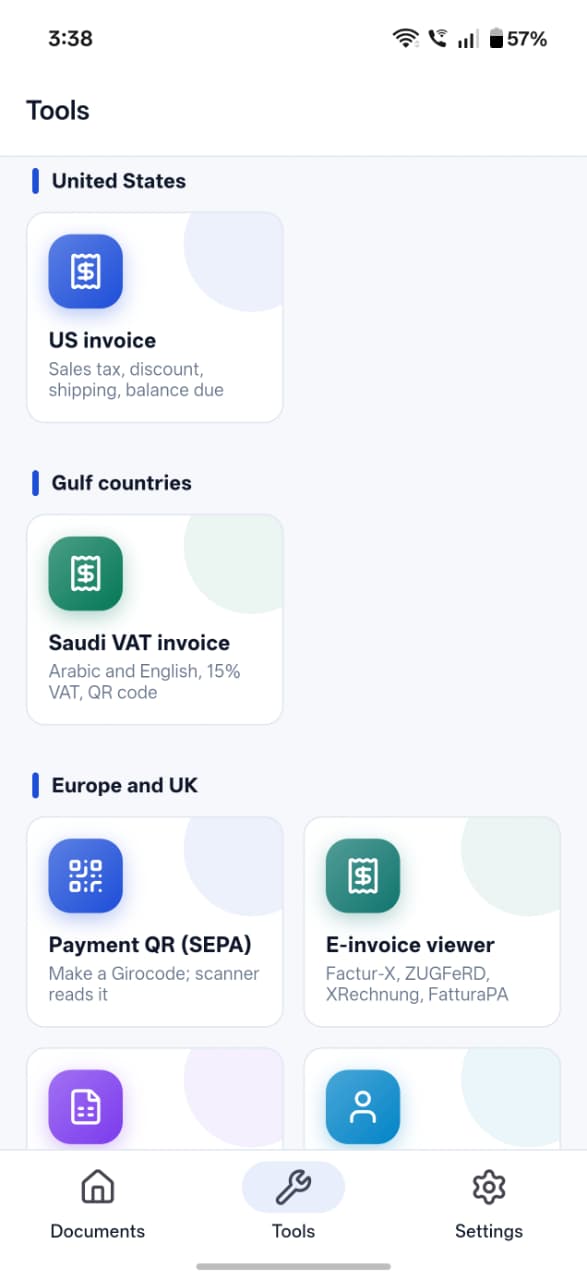 3:38
57%
Tools
United States
US invoice
Sales tax, discount,
shipping, balance due
Gulf countries
Saudi VAT invoice
Arabic and English, 15%
VAT, QR code
Europe and UK
Payment QR (SEPA)
Make a Girocode; scanner
reads it
E-invoice viewer
Factur-X, ZUGFeRD,
XRechnung, FatturaPA
Documents
Tools
Settings